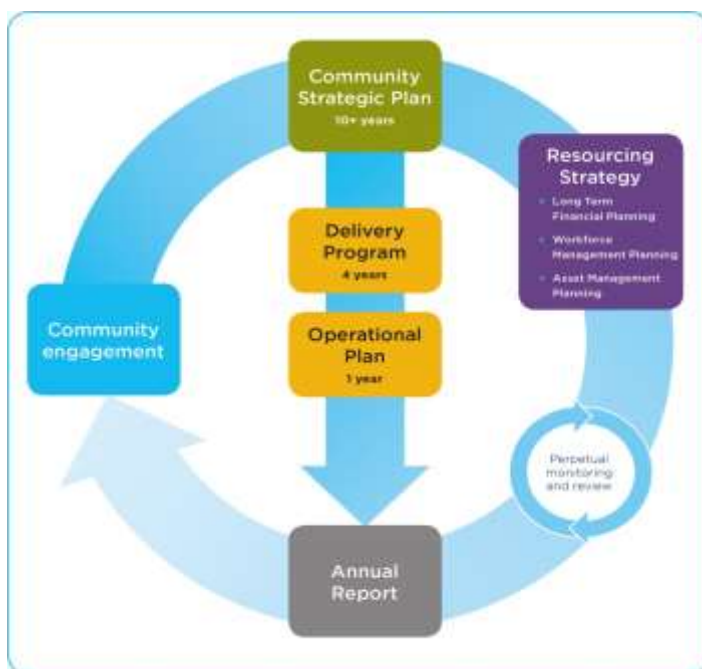 Community
Strategic Plan
10+ years
Resourcing
Strategy
Long Term
Financial Planning
Workforce
Management Planning
Asset Management
Planning
Delivery
Program
4 years
Community
engagement
Operational
Plan
1 year
Perpetual
monitoring
and review
Annual
Report